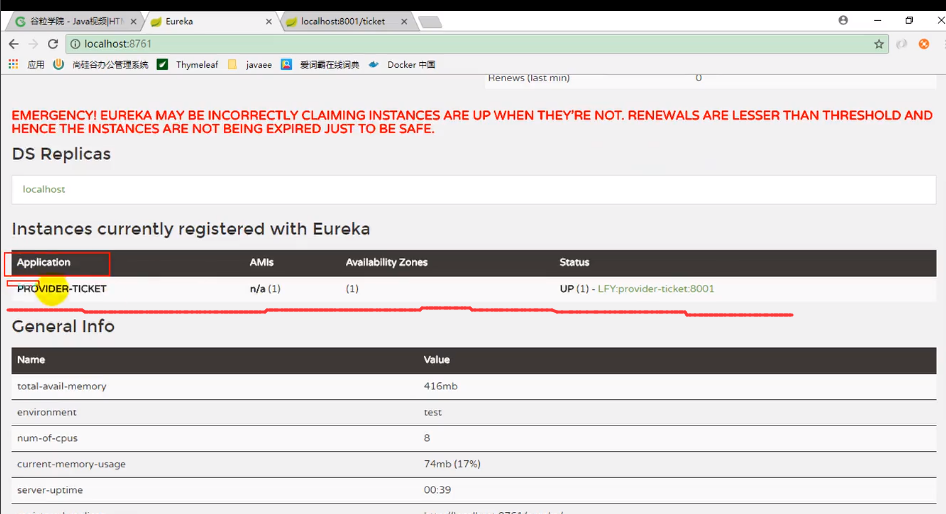 谷粒学院 - Java视频|HTM
Eureka
localhost:8001/ticket
localhost:8761
应用 尚硅谷办公管理系统 Thymeleaf javaee 爱词霸在线词典 Docker 中国
Renews (last min) 0
EMERGENCY! EUREKA MAY BE INCORRECTLY CLAIMING INSTANCES ARE UP WHEN THEY'RE NOT. RENEWALS ARE LESSER THAN THRESHOLD AND
HENCE THE INSTANCES ARE NOT BEING EXPIRED JUST TO BE SAFE.
DS Replicas
localhost
Instances currently registered with Eureka
Application AMIs Availability Zones Status
PROVIDER-TICKET n/a (1) (1) UP (1) - LFY:provider-ticket:8001
General Info
Name Value
total-avail-memory 416mb
environment test
num-of-cpus 8
current-memory-usage 74mb (17%)
server-uptime 00:39